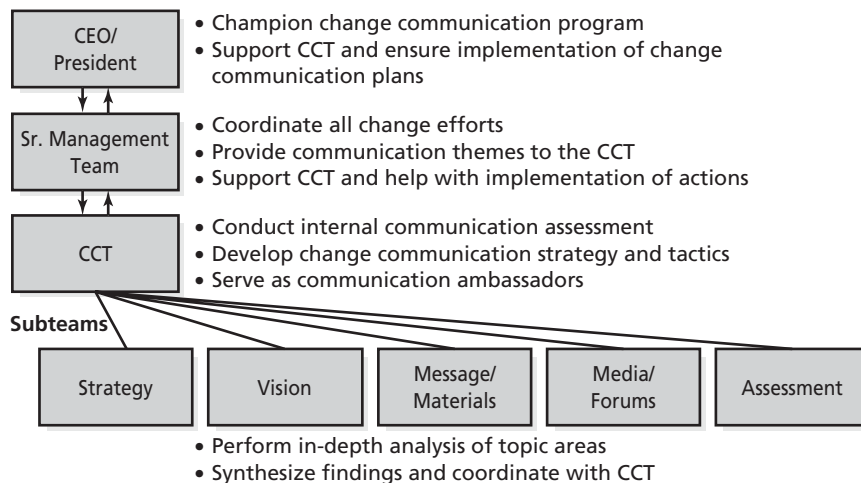 CEO/
President
• Champion change communication program
• Support CCT and ensure implementation of change
communication plans
Sr. Management
Team
• Coordinate all change efforts
• Provide communication themes to the CCT
• Support CCT and help with implementation of actions
CCT
• Conduct internal communication assessment
• Develop change communication strategy and tactics
• Serve as communication ambassadors
Subteams
Strategy
Vision
Message/
Materials
Media/
Forums
Assessment
• Perform in-depth analysis of topic areas
• Synthesize findings and coordinate with CCT